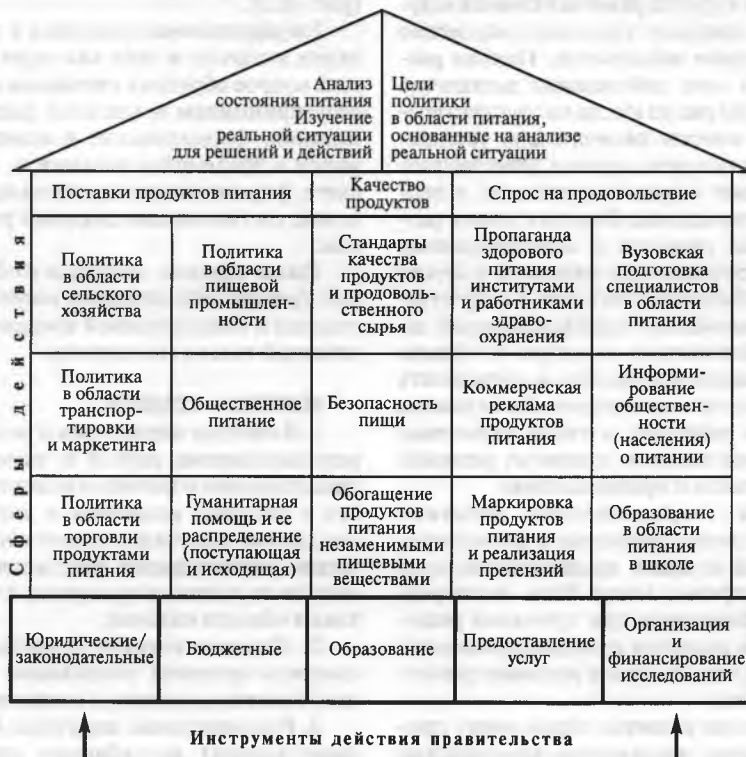 Анализ
состояния питания
Изучение
реальной ситуации
для решений и действий
Цели
политики
в области питания,
основанные на анализе
реальной ситуации
Поставки продуктов питания
Качество
продуктов
Спрос на продовольствие
Сферы действия
Политика
в области
сельского
хозяйства
Политика
в области
пищевой
промышлен-
ности
Стандарты
качества
продуктов
и продоволь-
ственного
сырья
Пропаганда
здорового
питания
институтами
и работниками
здраво-
охранения
Вузовская
подготовка
специалистов
в области
питания
Политика
в области
транспор-
тировки
и маркетинга
Общественное
питание
Безопасность
пищи
Коммерческая
реклама
продуктов
питания
Информи-
рование
обществен-
ности
(населения)
о питании
Политика
в области
торговли
продуктами
питания
Гуманитарная
помощь и ее
распределение
(поступающая
и исходящая)
Обогащение
продуктов
питания
незаменимыми
пищевыми
веществами
Маркировка
продуктов
питания
и реализация
претензий
Образование
в области
питания
в школе
Юридические/
законодательные
Бюджетные
Образование
Предоставление
услуг
Организация
и
финансирование
исследований
Инструменты действия правительства